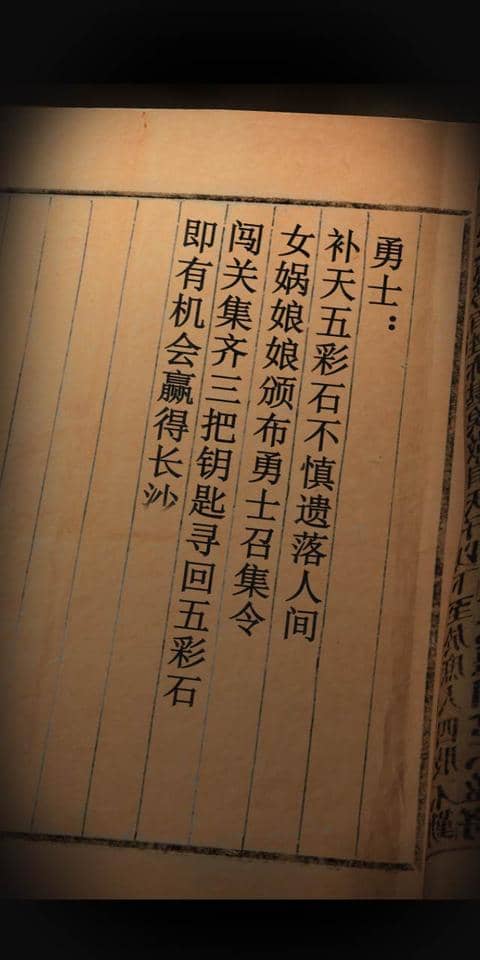 勇士：
补天五彩石不慎遗落人间
女娲娘娘颁布勇士召集令
闯关集齐三把钥匙寻回五彩石
即有机会赢得长沙